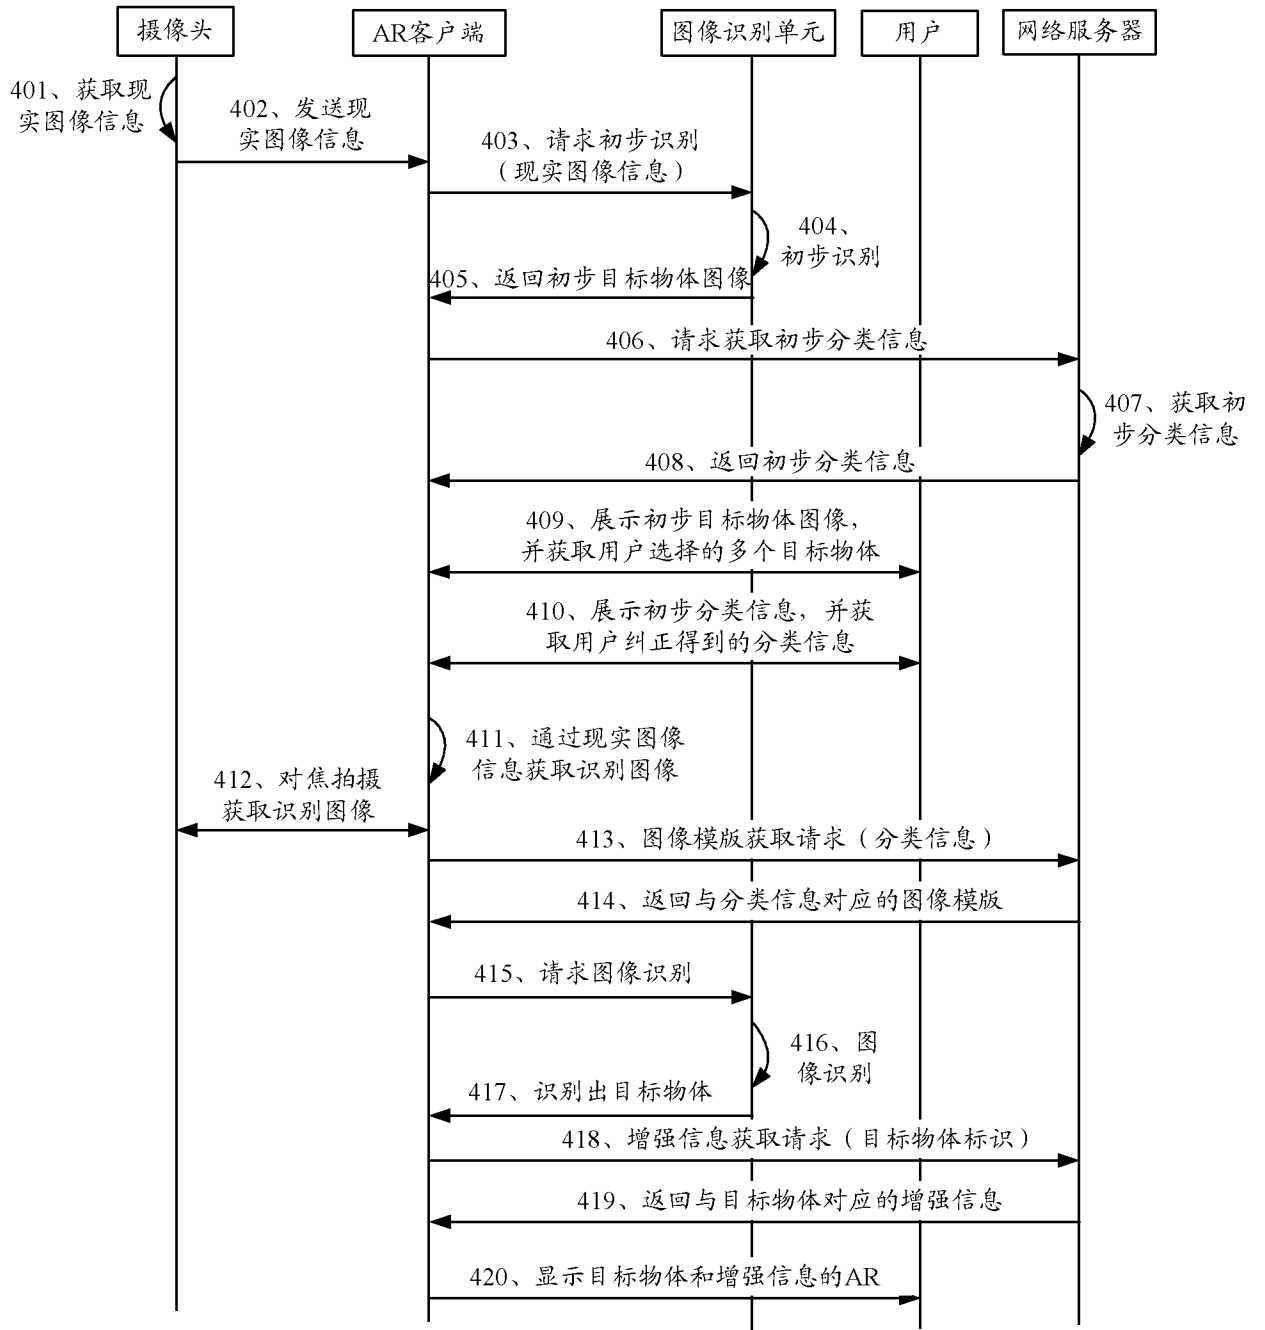 摄像头
AR客户端
图像识别单元
用户
网络服务器
401、获取现
实图像信息
402、发送现
实图像信息
403、请求初步识别
（现实图像信息）
404、
初步识别
405、返回初步目标物体图像
406、请求获取初步分类信息
407、获取初
步分类信息
408、返回初步分类信息
409、展示初步目标物体图像，
并获取用户选择的多个目标物体
410、展示初步分类信息，并获
取用户纠正得到的分类信息
411、通过现实图像
信息获取识别图像
412、对焦拍摄
获取识别图像
413、图像模版获取请求（分类信息）
414、返回与分类信息对应的图像模版
415、请求图像识别
416、图
像识别
417、识别出目标物体
418、增强信息获取请求（目标物体标识）
419、返回与目标物体对应的增强信息
420、显示目标物体和增强信息的AR